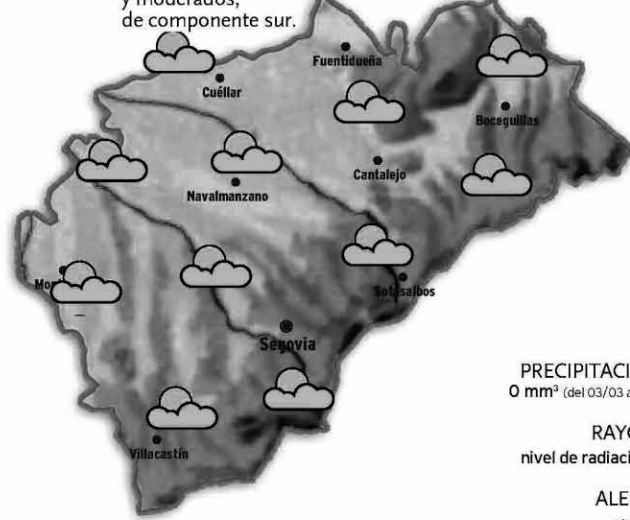 y moderados,
de componente sur.
Fuentidueña
Cuéllar
Boceguillas
Cantalejo
Navalmanzano
Sotosalbos
Segovia
PRECIPITACI
0 mm³ (del 03/03 a
RAYO
nivel de radiaci
Villacastín
ALE